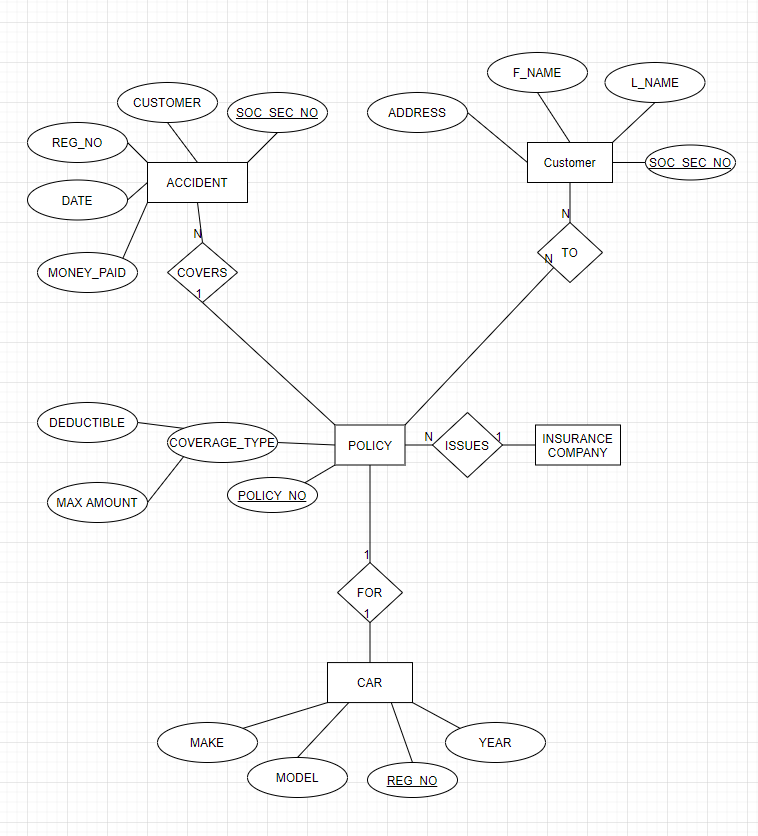 F_NAME
L_NAME
CUSTOMER
SOC_SEC_NO
ADDRESS
REG_NO
Customer
SOC_SEC_NO
ACCIDENT
DATE
N
N
MONEY_PAID
COVERS
N
TO
1
DEDUCTIBLE
COVERAGE_TYPE
POLICY
N
ISSUES
1
INSURANCE
COMPANY
MAX AMOUNT
POLICY_NO
1
FOR
1
CAR
MAKE
YEAR
MODEL
REG_NO